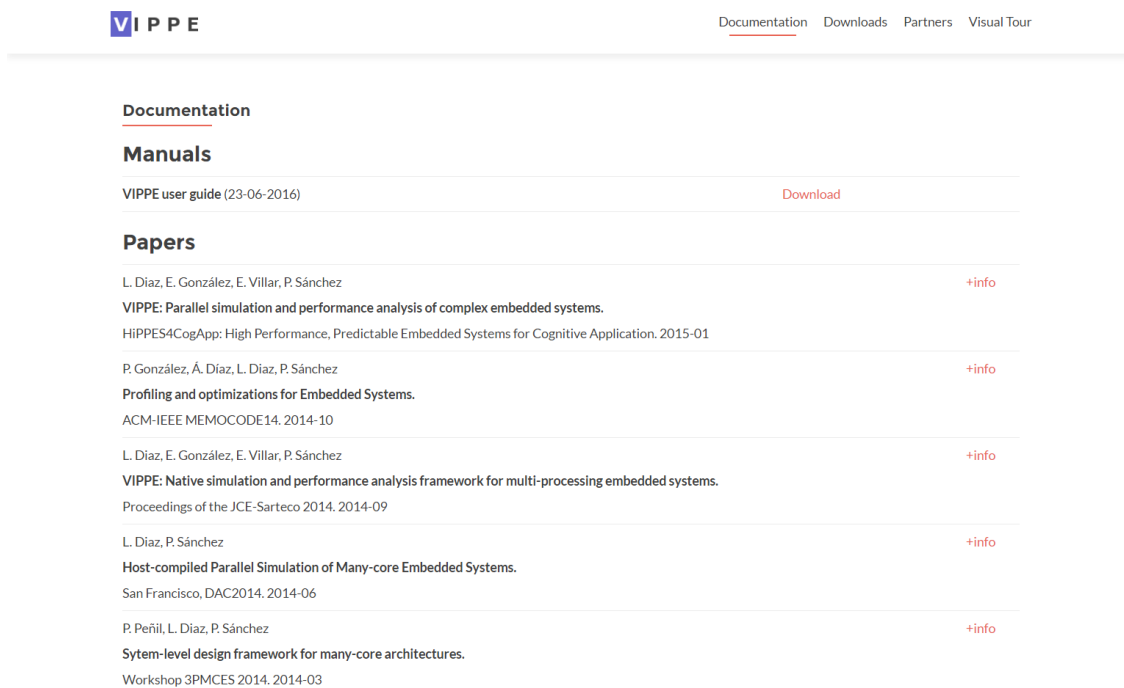 VIPPE
Documentation Downloads Partners Visual Tour
Documentation
Manuals
VIPPE user guide (23-06-2016) Download
Papers
L. Diaz, E. González, E. Villar, P. Sánchez +info
VIPPE: Parallel simulation and performance analysis of complex embedded systems.
HiPPES4CogApp: High Performance, Predictable Embedded Systems for Cognitive Application. 2015-01
P. González, Á. Díaz, L. Diaz, P. Sánchez +info
Profiling and optimizations for Embedded Systems.
ACM-IEEE MEMOCODE14. 2014-10
L. Diaz, E. González, E. Villar, P. Sánchez +info
VIPPE: Native simulation and performance analysis framework for multi-processing embedded systems.
Proceedings of the JCE-Sarteco 2014. 2014-09
L. Diaz, P. Sánchez +info
Host-compiled Parallel Simulation of Many-core Embedded Systems.
San Francisco, DAC2014. 2014-06
P. Peñil, L. Diaz, P. Sánchez +info
Sytem-level design framework for many-core architectures.
Workshop 3PMCES 2014. 2014-03